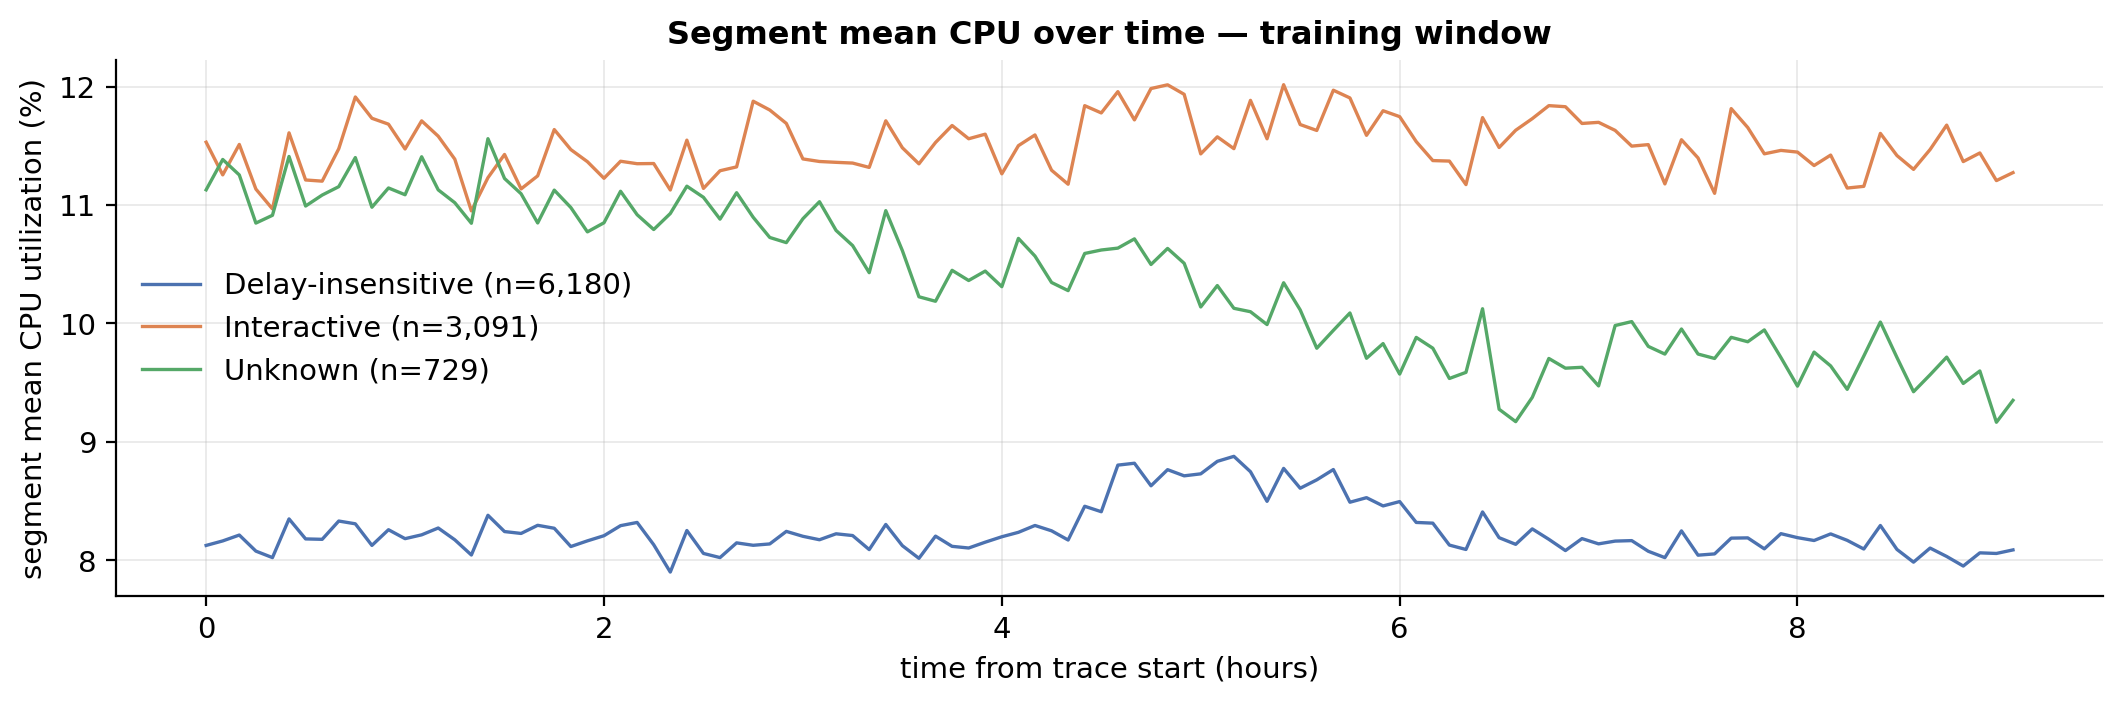 Segment mean CPU over time — training window
segment mean CPU utilization (%)
12
11
10
9
8
Delay-insensitive (n=6,180)
Interactive (n=3,091)
Unknown (n=729)
0
2
4
6
8
time from trace start (hours)